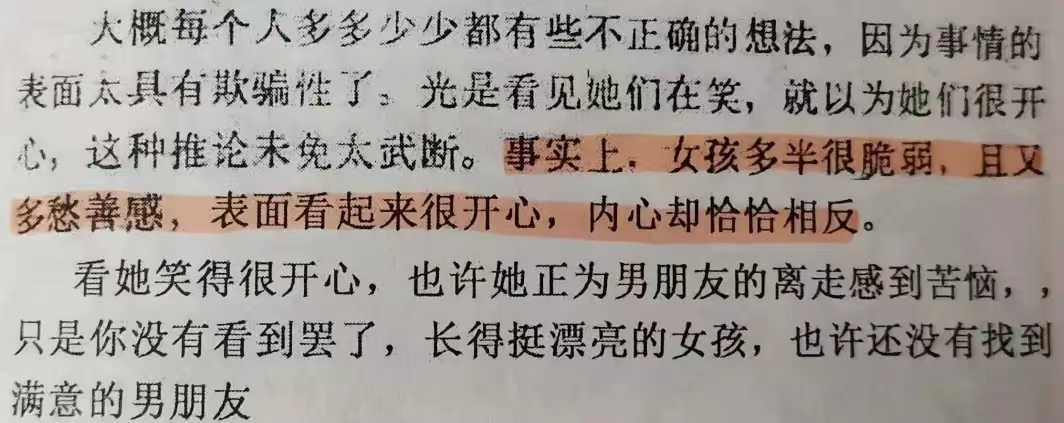 大概每个人多多少少都有些不正确的想法，因为事情的
表面太具有欺骗性了。光是看见她们在笑，就以为她们很开
心，这种推论未免太武断。事实上，女孩多半很脆弱，且又
多愁善感，表面看起来很开心，内心却恰恰相反。
看她笑得很开心，也许她正为男朋友的离走感到苦恼，，
只是你没有看到罢了，长得挺漂亮的女孩，也许还没有找到
满意的男朋友